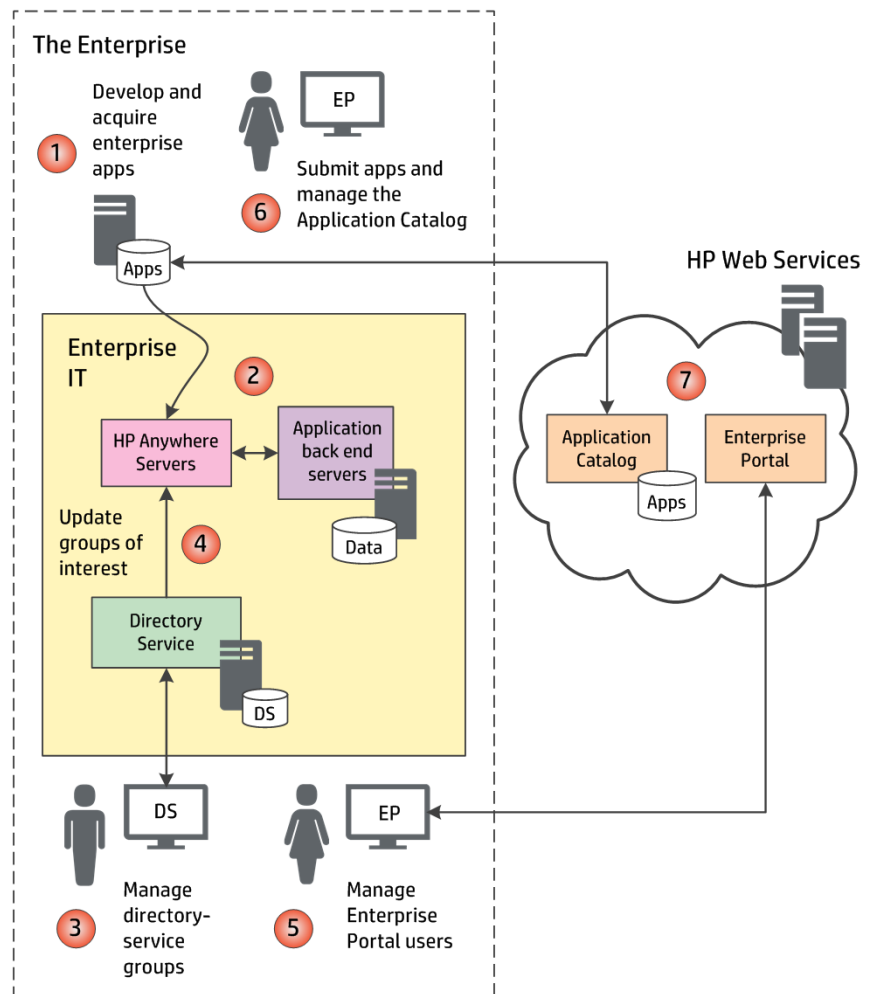 The Enterprise
Develop and
acquire
enterprise
apps
1
EP
Submit apps and
manage the
Application Catalog
6
Apps
HP Web Services
Enterprise
IT
2
7
HP Anywhere
Servers
Application
back end
servers
Data
Application
Catalog
Apps
Enterprise
Portal
Update
groups of
interest
4
Directory
Service
DS
DS
EP
3
Manage
directory-
service
groups
5
Manage
Enterprise
Portal users